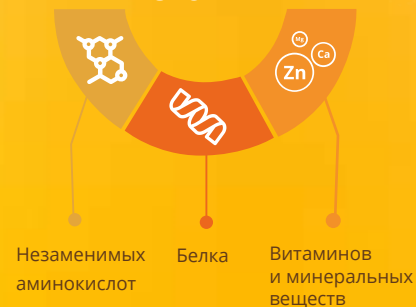 Mg
Ca
Zn
Незаменимых
аминокислот
Белка
Витаминов
и минеральных
веществ